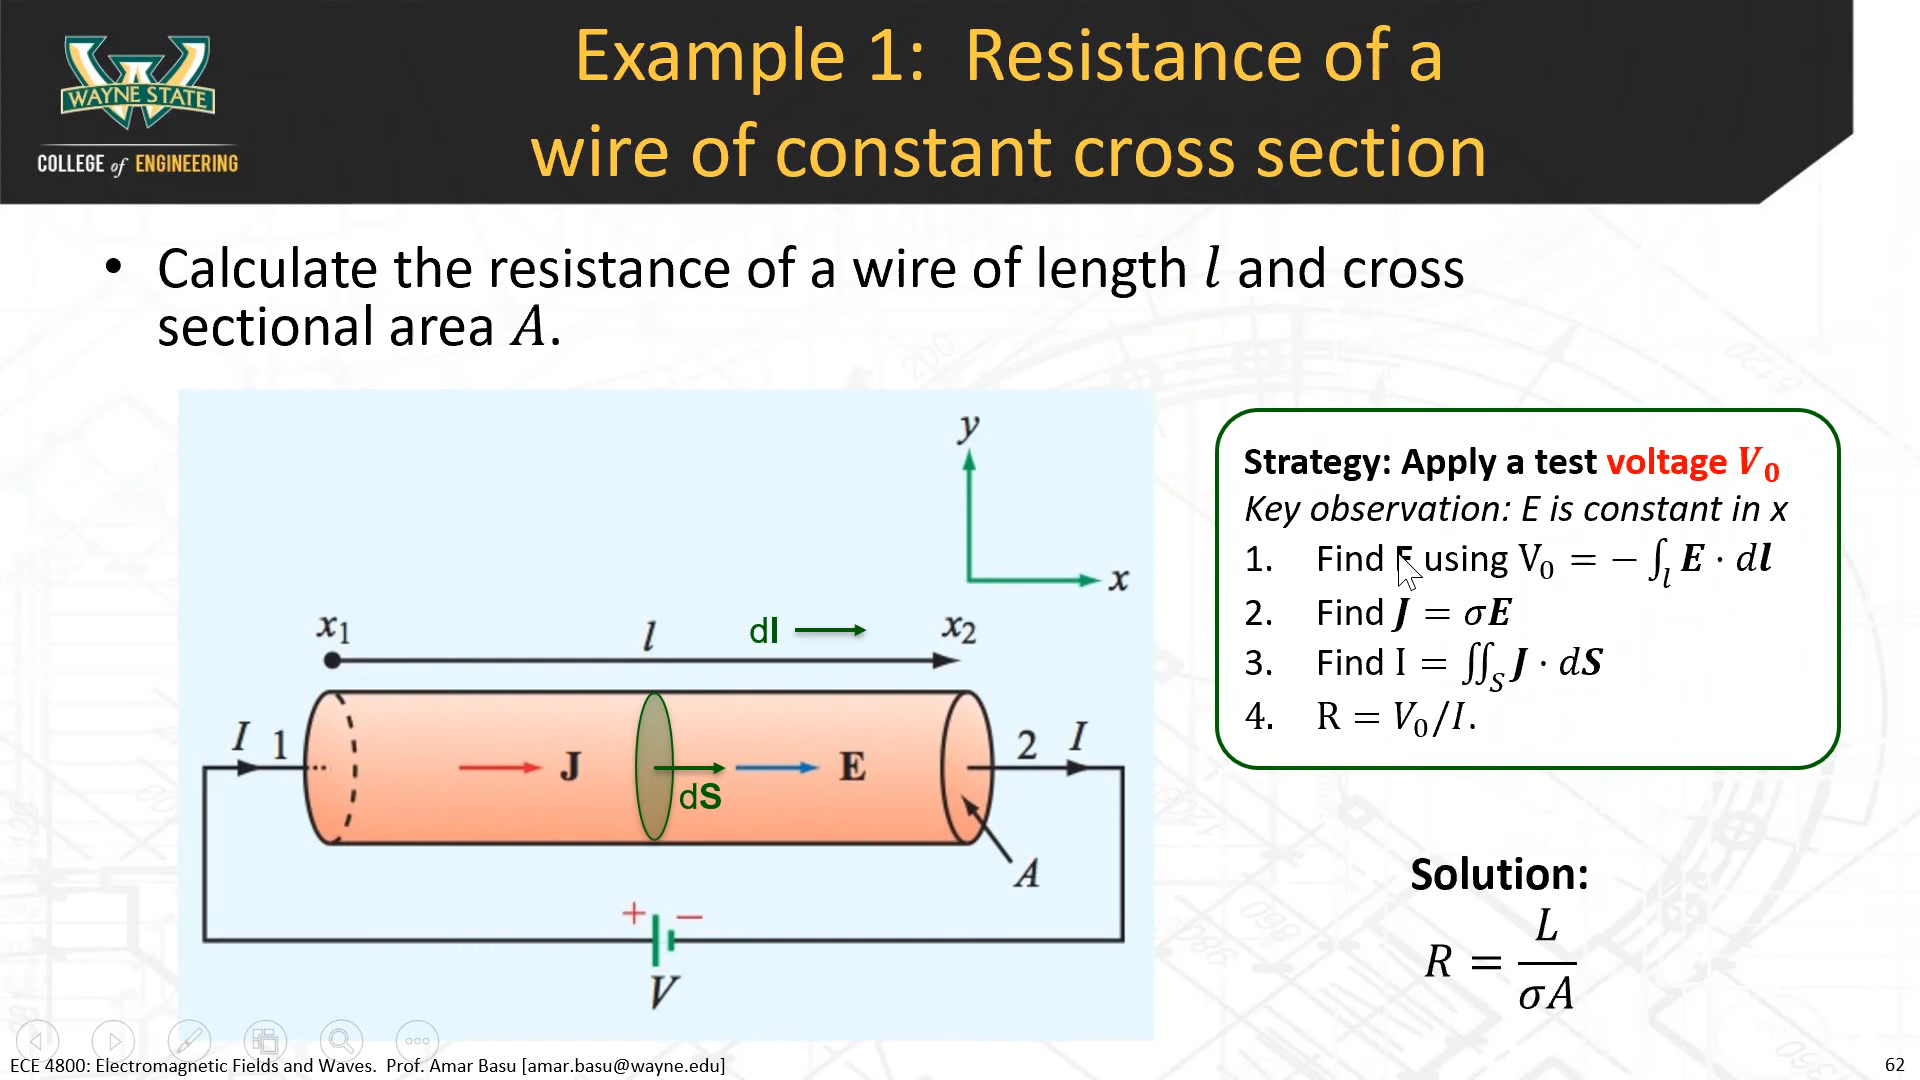 WAYNE STATE
COLLEGE of ENGINEERING
Example 1: Resistance of a
wire of constant cross section
• Calculate the resistance of a wire of length l and cross
sectional area A.
y
x
x₁
l
dl
x₂
I
1
J
dS
E
2
I
A
+
−
V
Strategy: Apply a test voltage V₀
Key observation: E is constant in x
1. Find E using V₀ = − ∫ₗ E · dl
2. Find J = σE
3. Find I = ∬_S J · dS
4. R = V₀/I.
Solution:
R = L/σA
ECE 4800: Electromagnetic Fields and Waves. Prof. Amar Basu [amar.basu@wayne.edu]
62